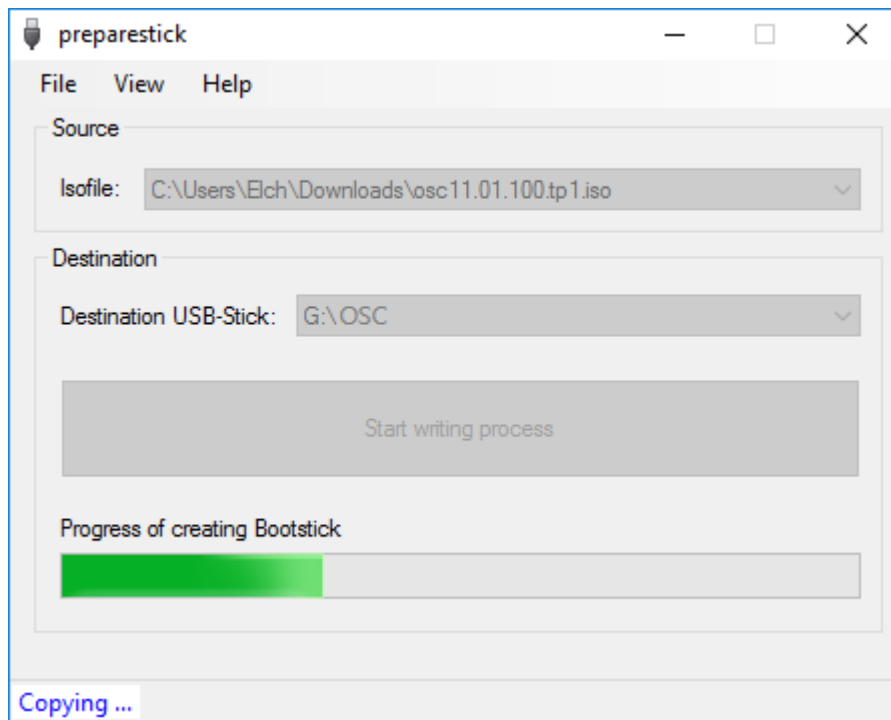 preparestick
File View Help
Source
Isofile: C:\Users\Elch\Downloads\osc11.01.100.tp1.iso
Destination
Destination USB-Stick: G:\OSC
Start writing process
Progress of creating Bootstick
Copying ...